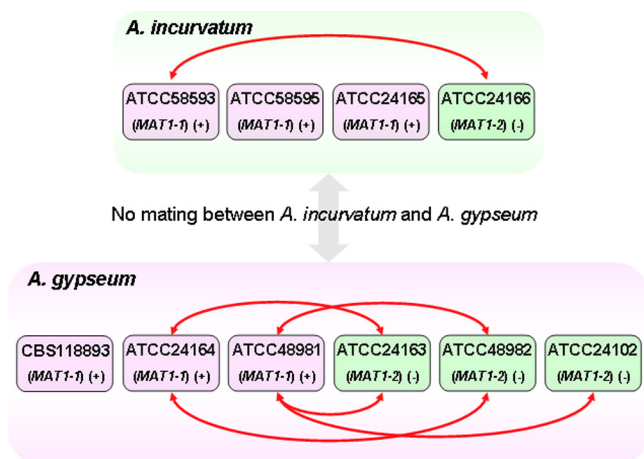 A. incurvatum
ATCC58593 ATCC58595 ATCC24165 ATCC24166
(MAT1-1) (+) (MAT1-1) (+) (MAT1-1) (+) (MAT1-2) (-)
No mating between A. incurvatum and A. gypseum
A. gypseum
CBS118893 ATCC24164 ATCC48981 ATCC24163 ATCC48982 ATCC24102
(MAT1-1) (+) (MAT1-1) (+) (MAT1-1) (+) (MAT1-2) (-) (MAT1-2) (-) (MAT1-2) (-)